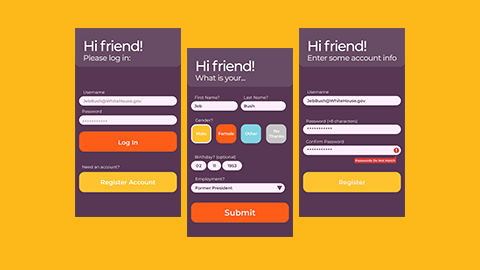 Hi friend!
Please log in:
Username
JebBush@WhiteHouse.gov
Password
Log In
Need an account?
Register Account
Hi friend!
What is your...
First Name?
Last Name?
Jeb
Bush
Gender?
Male
Female
Other
No Thanks
Birthday? (optional)
02
11
1953
Employment?
Former President
Submit
Hi friend!
Enter some account info
Username
JebBush@WhiteHouse.gov
Password (>8 characters)
Confirm Password
Passwords Do Not Match
Register